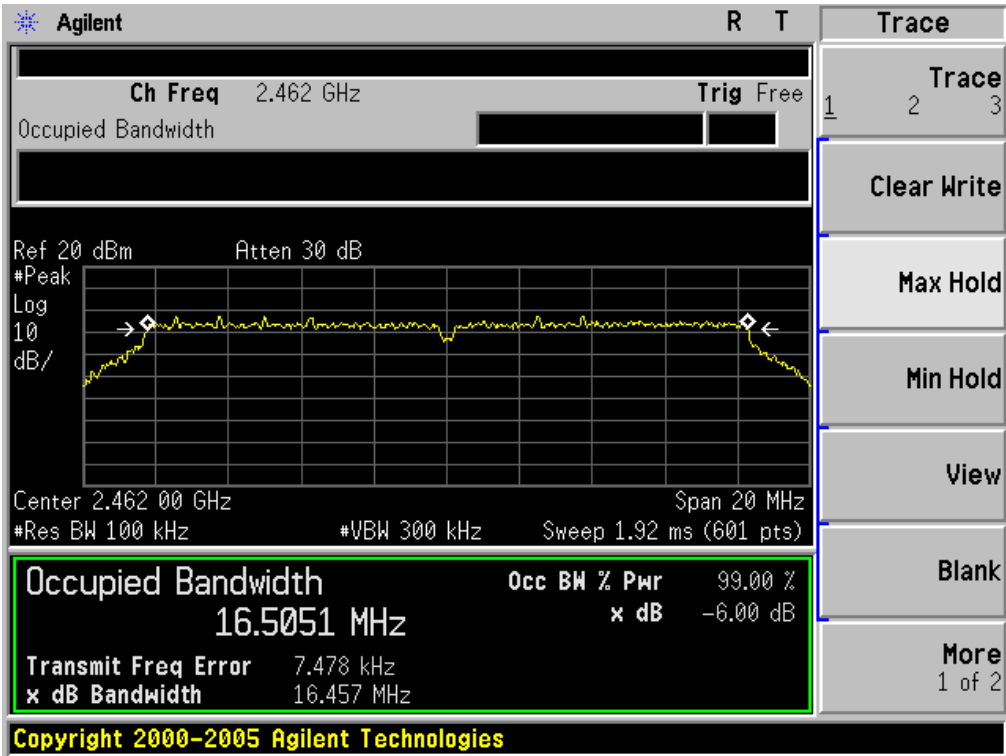 Agilent
R T
Ch Freq 2.462 GHz
Trig Free
Occupied Bandwidth
Ref 20 dBm
Atten 30 dB
#Peak
Log
10
dB/
Center 2.462 00 GHz
Span 20 MHz
#Res BW 100 kHz
#VBW 300 kHz
Sweep 1.92 ms (601 pts)
Occupied Bandwidth
16.5051 MHz
Occ BW % Pwr 99.00 %
x dB -6.00 dB
Transmit Freq Error 7.478 kHz
x dB Bandwidth 16.457 MHz
Copyright 2000-2005 Agilent Technologies
Trace
Trace
1 2 3
Clear Write
Max Hold
Min Hold
View
Blank
More
1 of 2